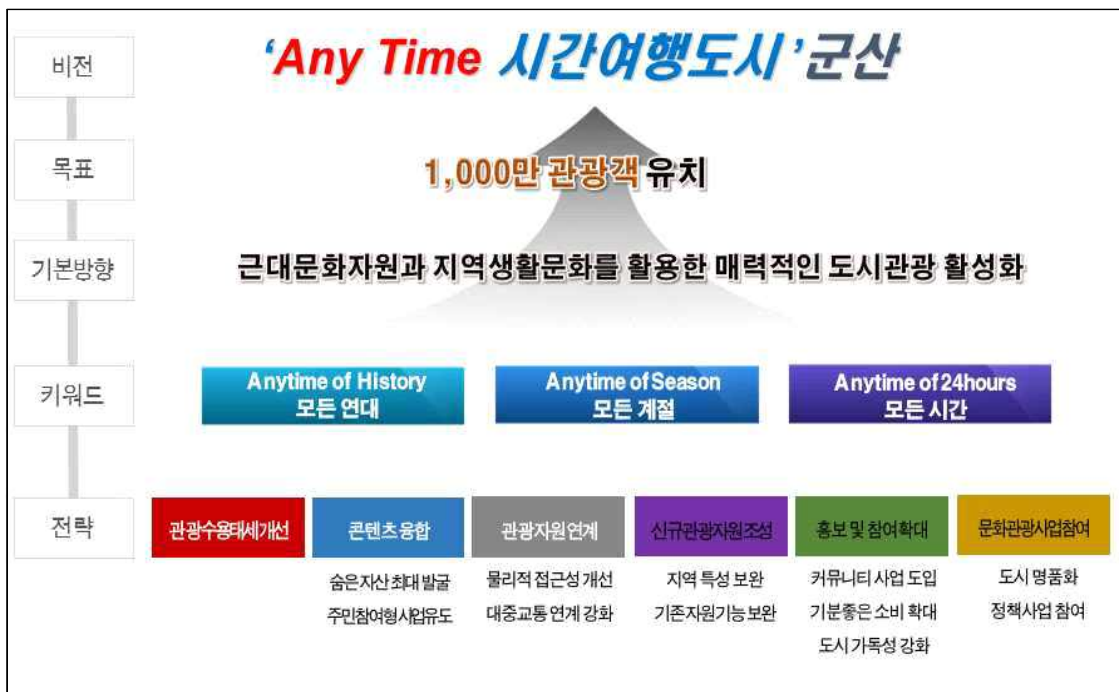 비전
‘Any Time 시간여행도시’군산
목표
1,000만 관광객 유치
기본방향
근대문화자원과 지역생활문화를 활용한 매력적인 도시관광 활성화
키워드
Anytime of History
모든 연대
Anytime of Season
모든 계절
Anytime of 24hours
모든 시간
전략
관광수용태세개선
콘텐츠 융합
숨은 자산 최대 발굴
주민참여형사업유도
관광자원 연계
물리적 접근성 개선
대중교통 연계 강화
신규관광자원조성
지역 특성 보완
기존자원기능 보완
홍보 및 참여확대
커뮤니티 사업 도입
기분좋은 소비 확대
도시 가독성 강화
문화관광사업참여
도시 명품화
정책사업 참여